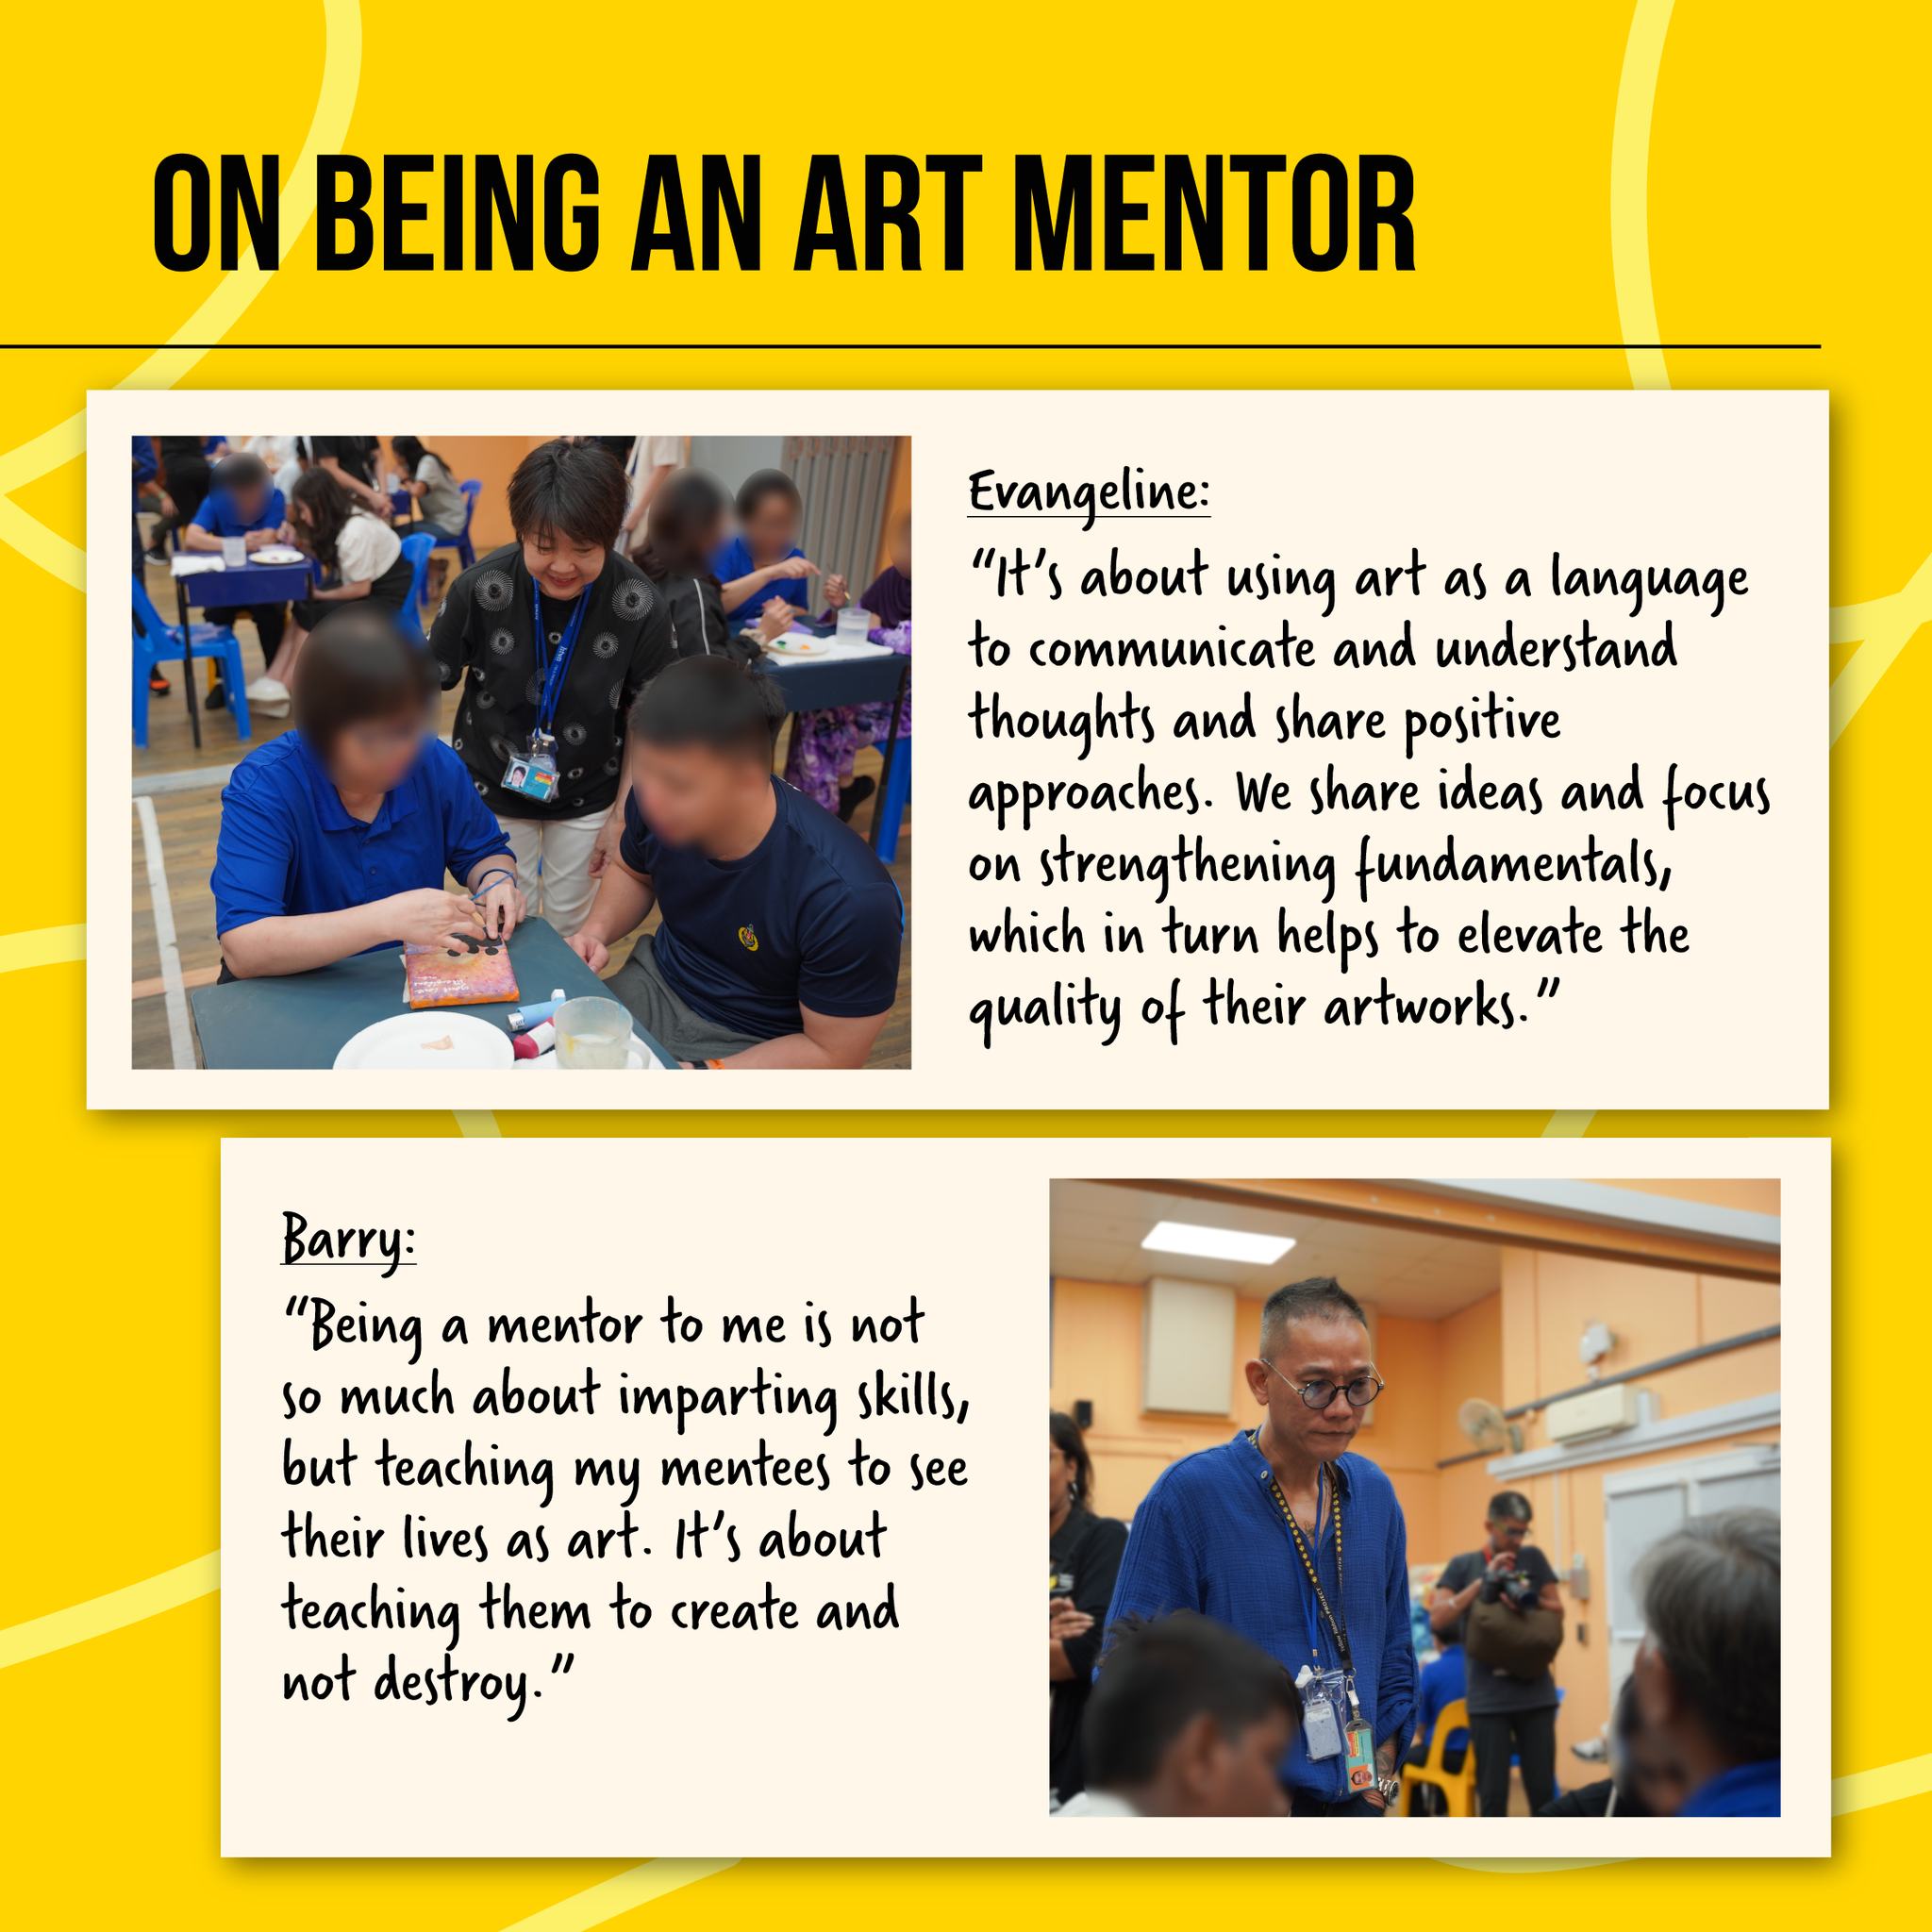 ON BEING AN ART MENTOR
Evangeline:
“It’s about using art as a language
to communicate and understand
thoughts and share positive
approaches. We share ideas and focus
on strengthening fundamentals,
which in turn helps to elevate the
quality of their artworks.”
Barry:
“Being a mentor to me is not
so much about imparting skills,
but teaching my mentees to see
their lives as art. It’s about
teaching them to create and
not destroy.”